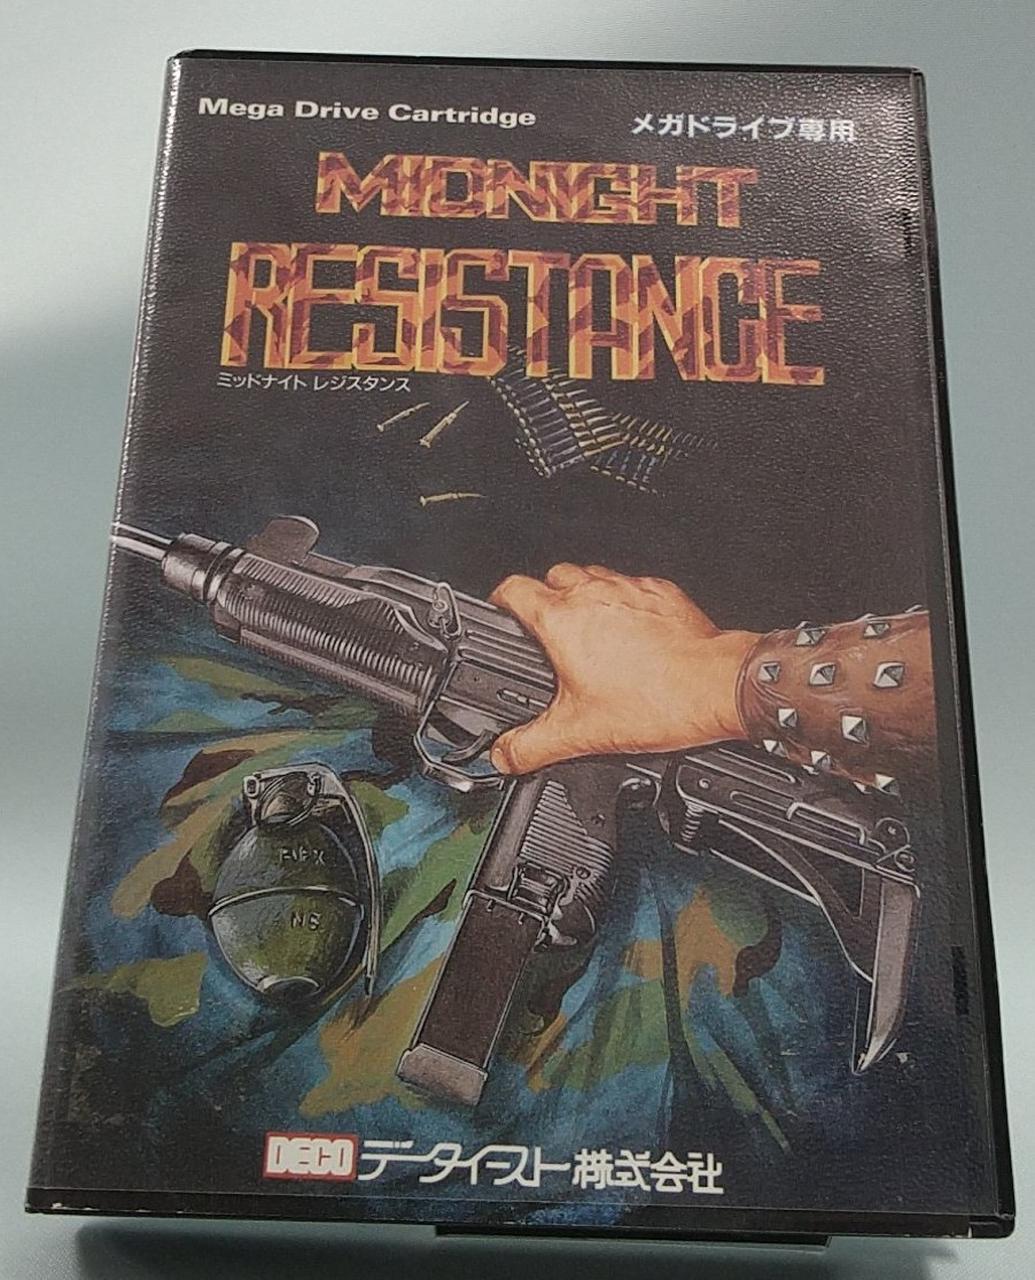 Mega Drive Cartridge
メガドライブ専用
MIDNIGHT
RESISTANCE
ミッドナイト レジスタンス
DECO データイースト株式会社